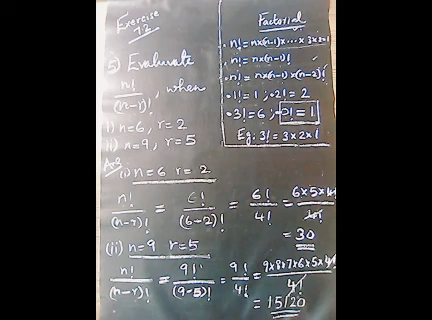 Exercise
7.2
5) Evaluate
n!
(n-r)! , when
i) n=6, r=2
ii) n=9, r=5
Factorial
• n! = n×(n-1)× ... ×3×2×1
• n! = n×(n-1)!
• n! = n×(n-1)×(n-2)!
• 1! = 1 ; • 2! = 2
• 3! = 6 ; • 0! = 1
Eg: 3! = 3×2×1
Ans
(i) n=6 r=2
n!/(n-r)! = 6!/(6-2)! = 6!/4! = 6×5×4!/4!
= 30
(ii) n=9 r=5
n!/(n-r)! = 9!/(9-5)! = 9!/4! = 9×8×7×6×5×4!/4!
= 15120